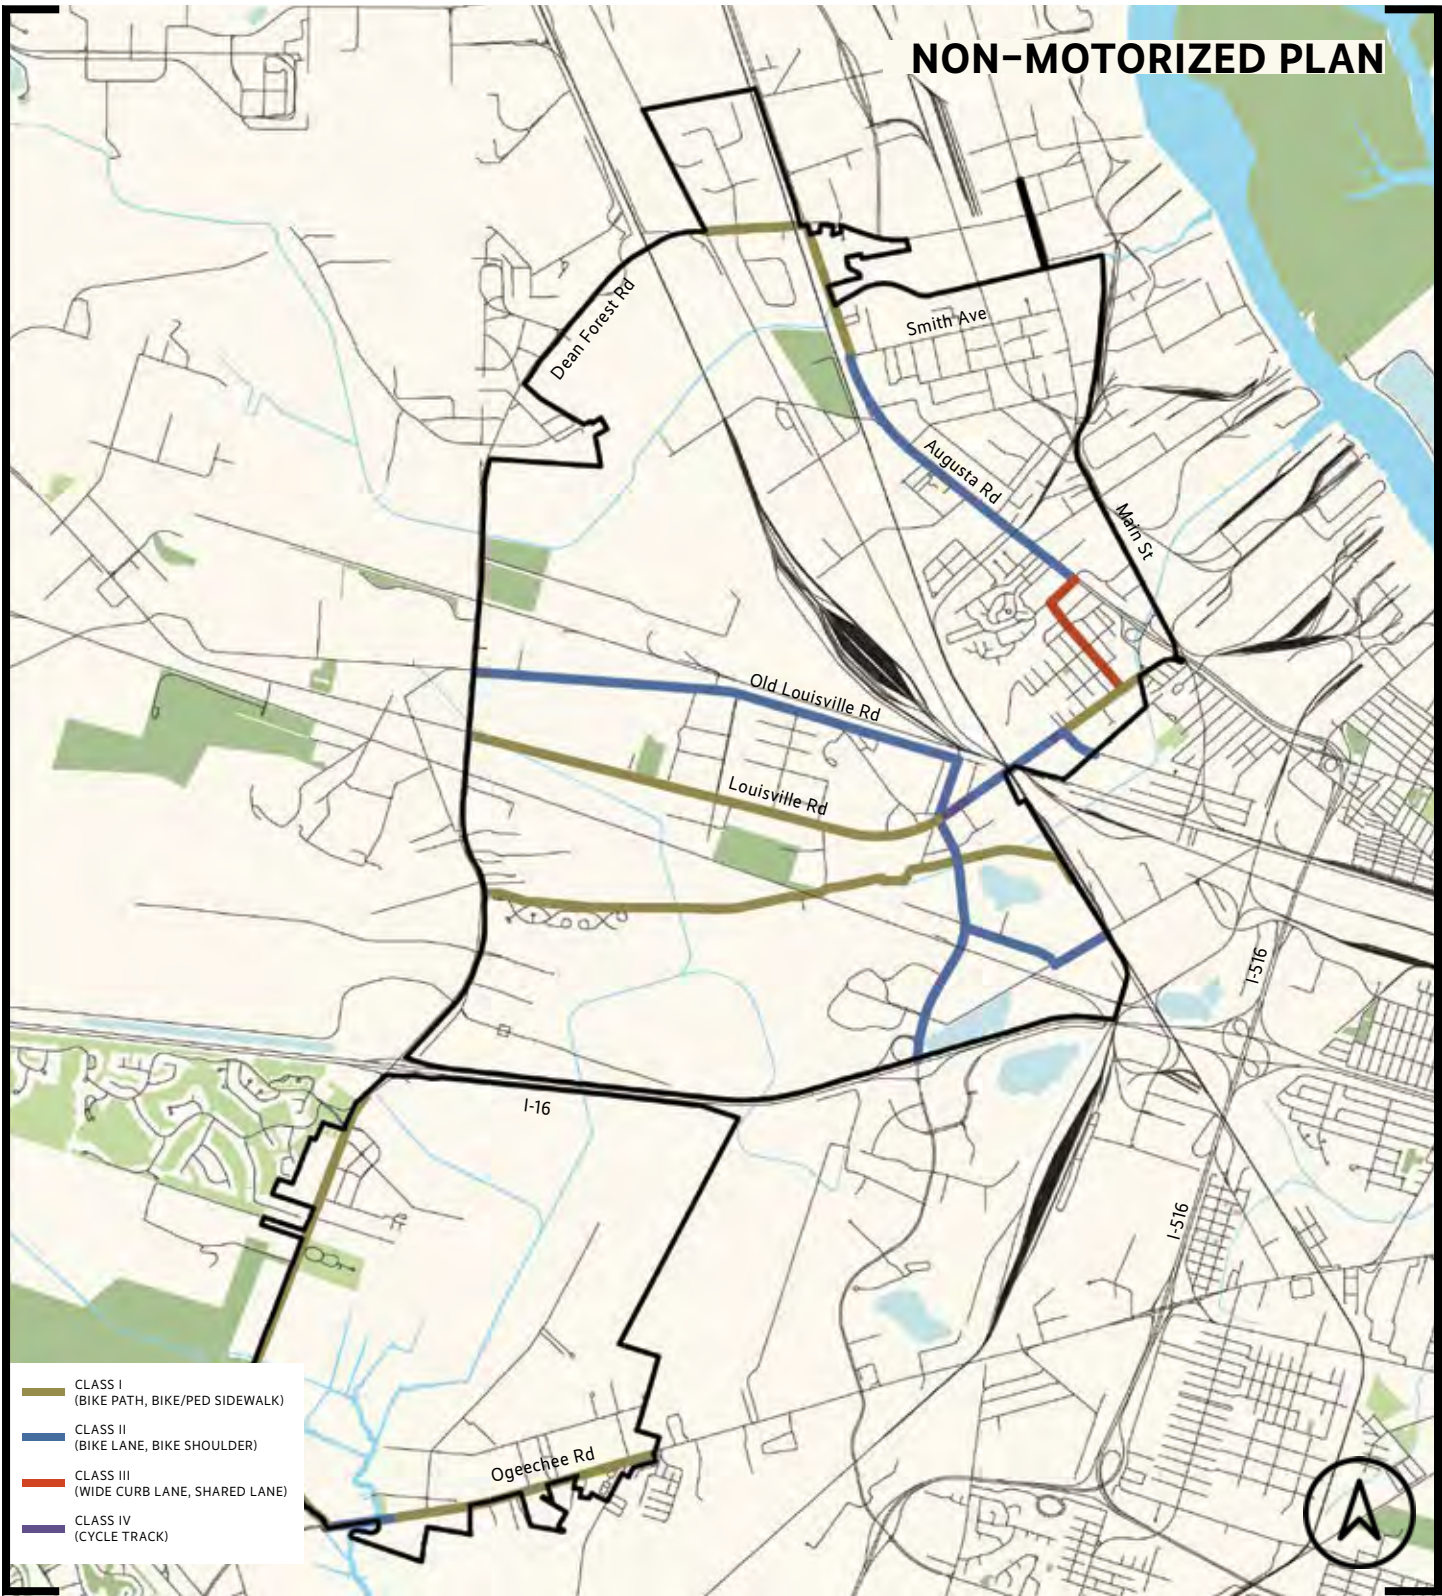 NON-MOTORIZED PLAN
Dean Forest Rd
Smith Ave
Augusta Rd
Main St
Old Louisville Rd
Louisville Rd
I-516
I-16
I-516
Ogeechee Rd
CLASS I
(BIKE PATH, BIKE/PED SIDEWALK)
CLASS II
(BIKE LANE, BIKE SHOULDER)
CLASS III
(WIDE CURB LANE, SHARED LANE)
CLASS IV
(CYCLE TRACK)